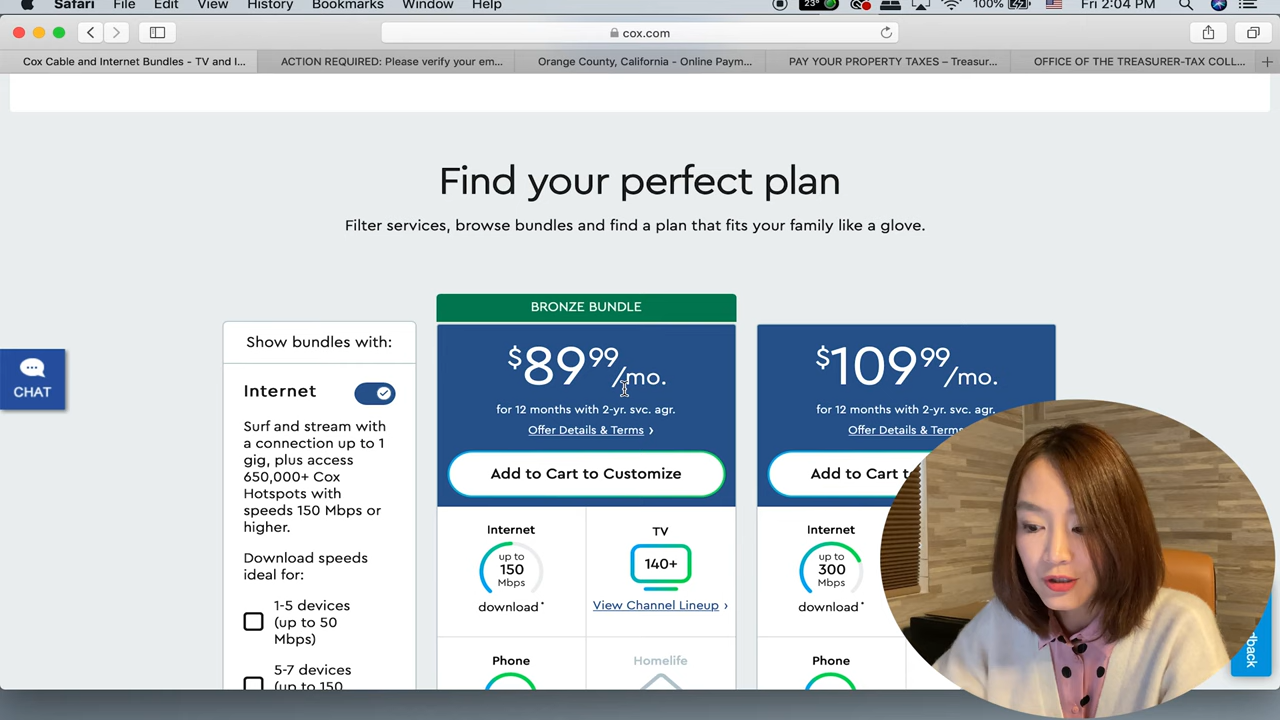 Safari File Edit View History Bookmarks Window Help 23° 100% Fri 2:04 PM
cox.com
Cox Cable and Internet Bundles - TV and I...
ACTION REQUIRED: Please verify your em...
Orange County, California - Online Paym...
PAY YOUR PROPERTY TAXES – Treasur...
OFFICE OF THE TREASURER-TAX COLL...
Find your perfect plan
Filter services, browse bundles and find a plan that fits your family like a glove.
CHAT
Show bundles with:
Internet
Surf and stream with
a connection up to 1
gig, plus access
650,000+ Cox
Hotspots with
speeds 150 Mbps or
higher.
Download speeds
ideal for:
1-5 devices
(up to 50
Mbps)
5-7 devices
(up to 150
BRONZE BUNDLE
$89 99/mo.
for 12 months with 2-yr. svc. agr.
Offer Details & Terms ›
Add to Cart to Customize
Internet
up to
150
Mbps
download*
TV
140+
View Channel Lineup ›
Phone
Homelife
$109 99/mo.
for 12 months with 2-yr. svc. agr.
Offer Details & Terms
Add to Cart to
Internet
up to
300
Mbps
download*
Phone
back